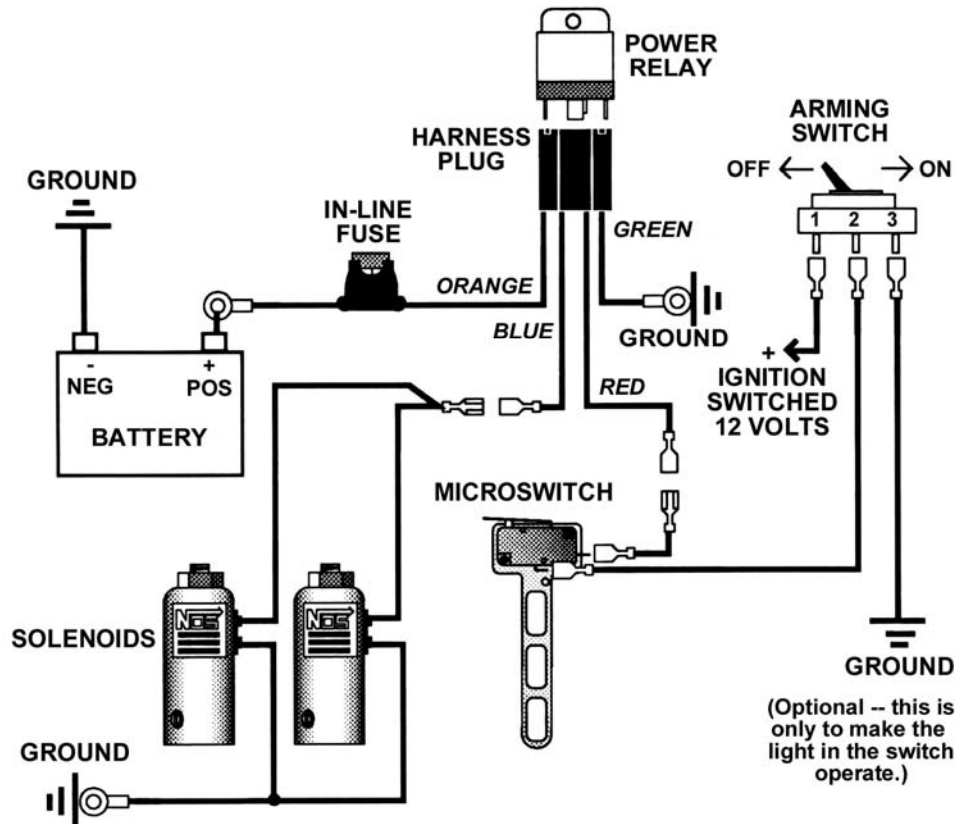 POWER
RELAY
ARMING
SWITCH
OFF
ON
HARNESS
PLUG
GROUND
1 2 3
IN-LINE
FUSE
GREEN
ORANGE
BLUE
GROUND
-
NEG
+
POS
BATTERY
RED
+
IGNITION
SWITCHED
12 VOLTS
MICROSWITCH
SOLENOIDS
NOS
NOS
GROUND
(Optional -- this is
only to make the
light in the switch
operate.)
GROUND